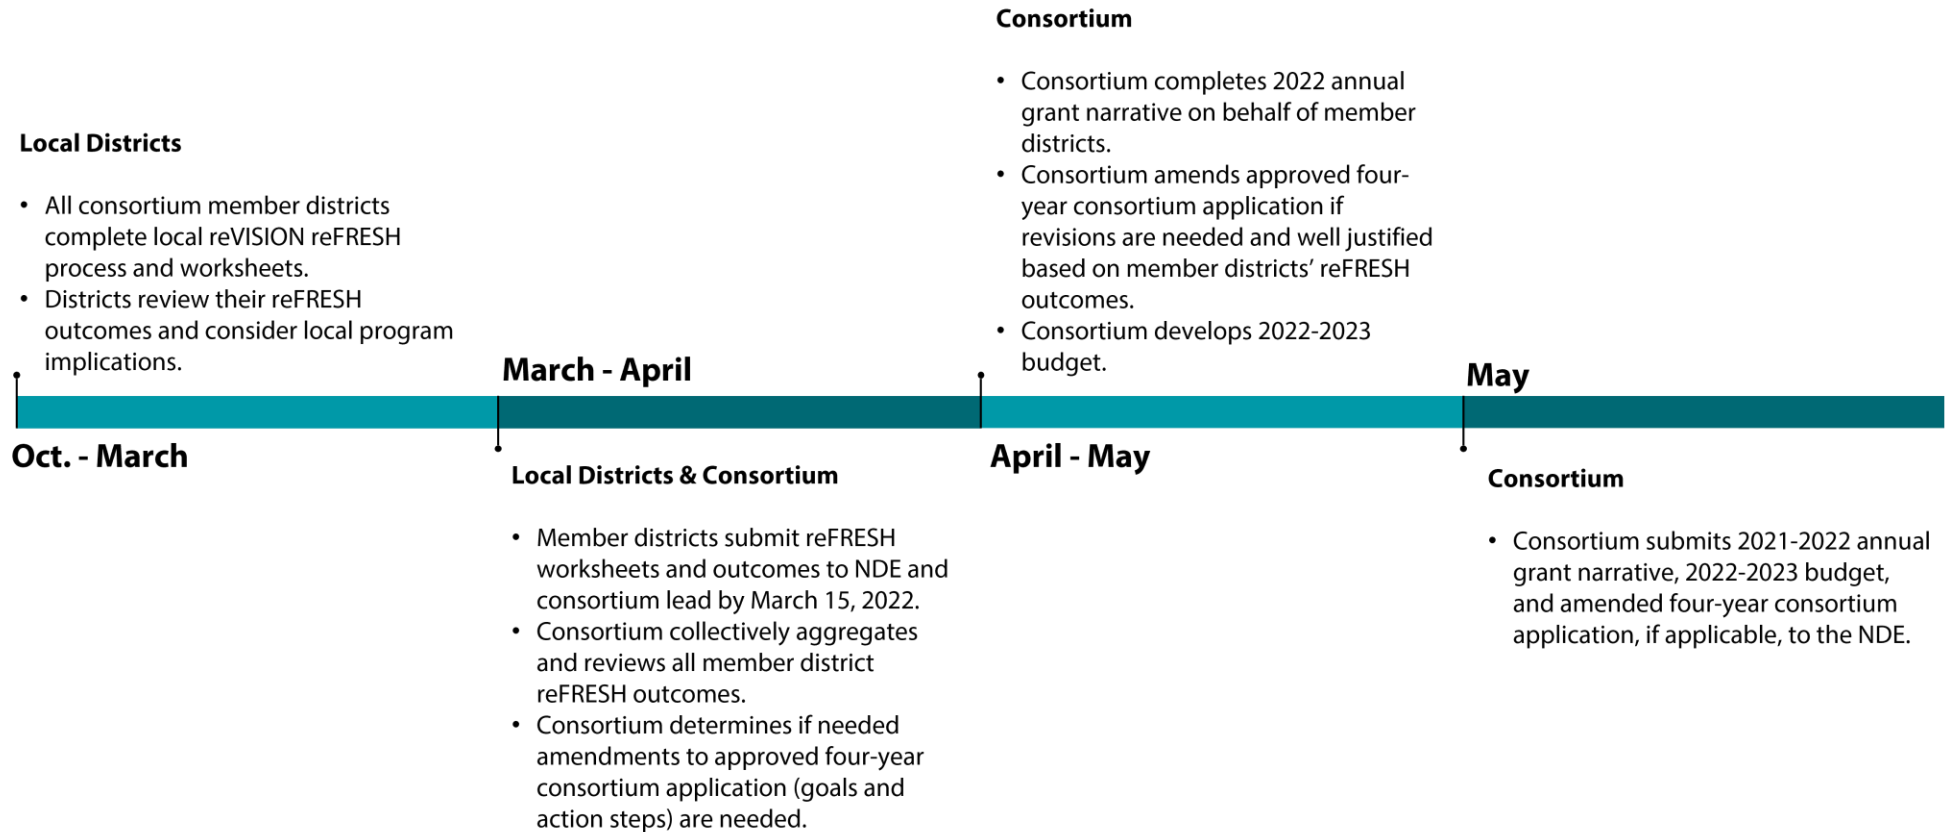 Local Districts
• All consortium member districts
complete local reVISION reFRESH
process and worksheets.
• Districts review their reFRESH
outcomes and consider local program
implications.
Oct. - March
March - April
Local Districts & Consortium
• Member districts submit reFRESH
worksheets and outcomes to NDE and
consortium lead by March 15, 2022.
• Consortium collectively aggregates
and reviews all member district
reFRESH outcomes.
• Consortium determines if needed
amendments to approved four-year
consortium application (goals and
action steps) are needed.
Consortium
• Consortium completes 2022 annual
grant narrative on behalf of member
districts.
• Consortium amends approved four-
year consortium application if
revisions are needed and well justified
based on member districts’ reFRESH
outcomes.
• Consortium develops 2022-2023
budget.
April - May
May
Consortium
• Consortium submits 2021-2022 annual
grant narrative, 2022-2023 budget,
and amended four-year consortium
application, if applicable, to the NDE.